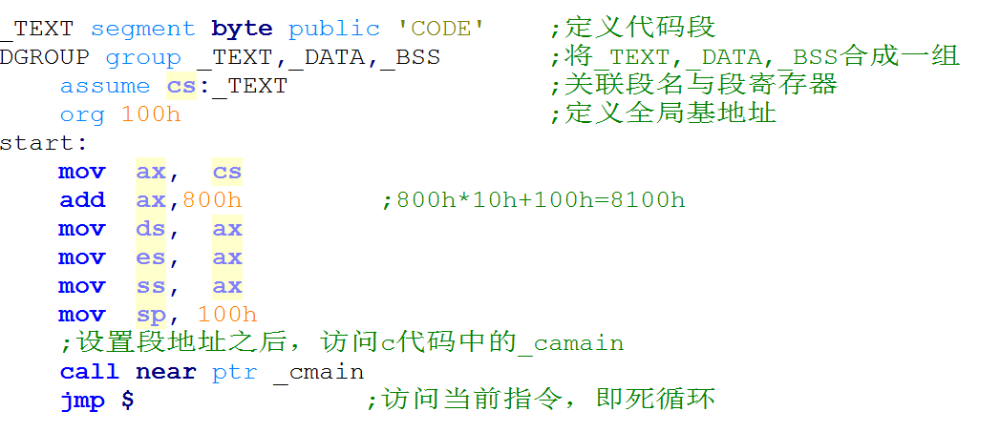 _TEXT segment byte public 'CODE' ;定义代码段
DGROUP group _TEXT,_DATA,_BSS ;将_TEXT,_DATA,_BSS合成一组
assume cs:_TEXT ;关联段名与段寄存器
org 100h ;定义全局基地址
start:
mov ax, cs
add ax,800h ;800h*10h+100h=8100h
mov ds, ax
mov es, ax
mov ss, ax
mov sp, 100h
;设置段地址之后，访问c代码中的_camain
call near ptr _cmain
jmp $ ;访问当前指令，即死循环